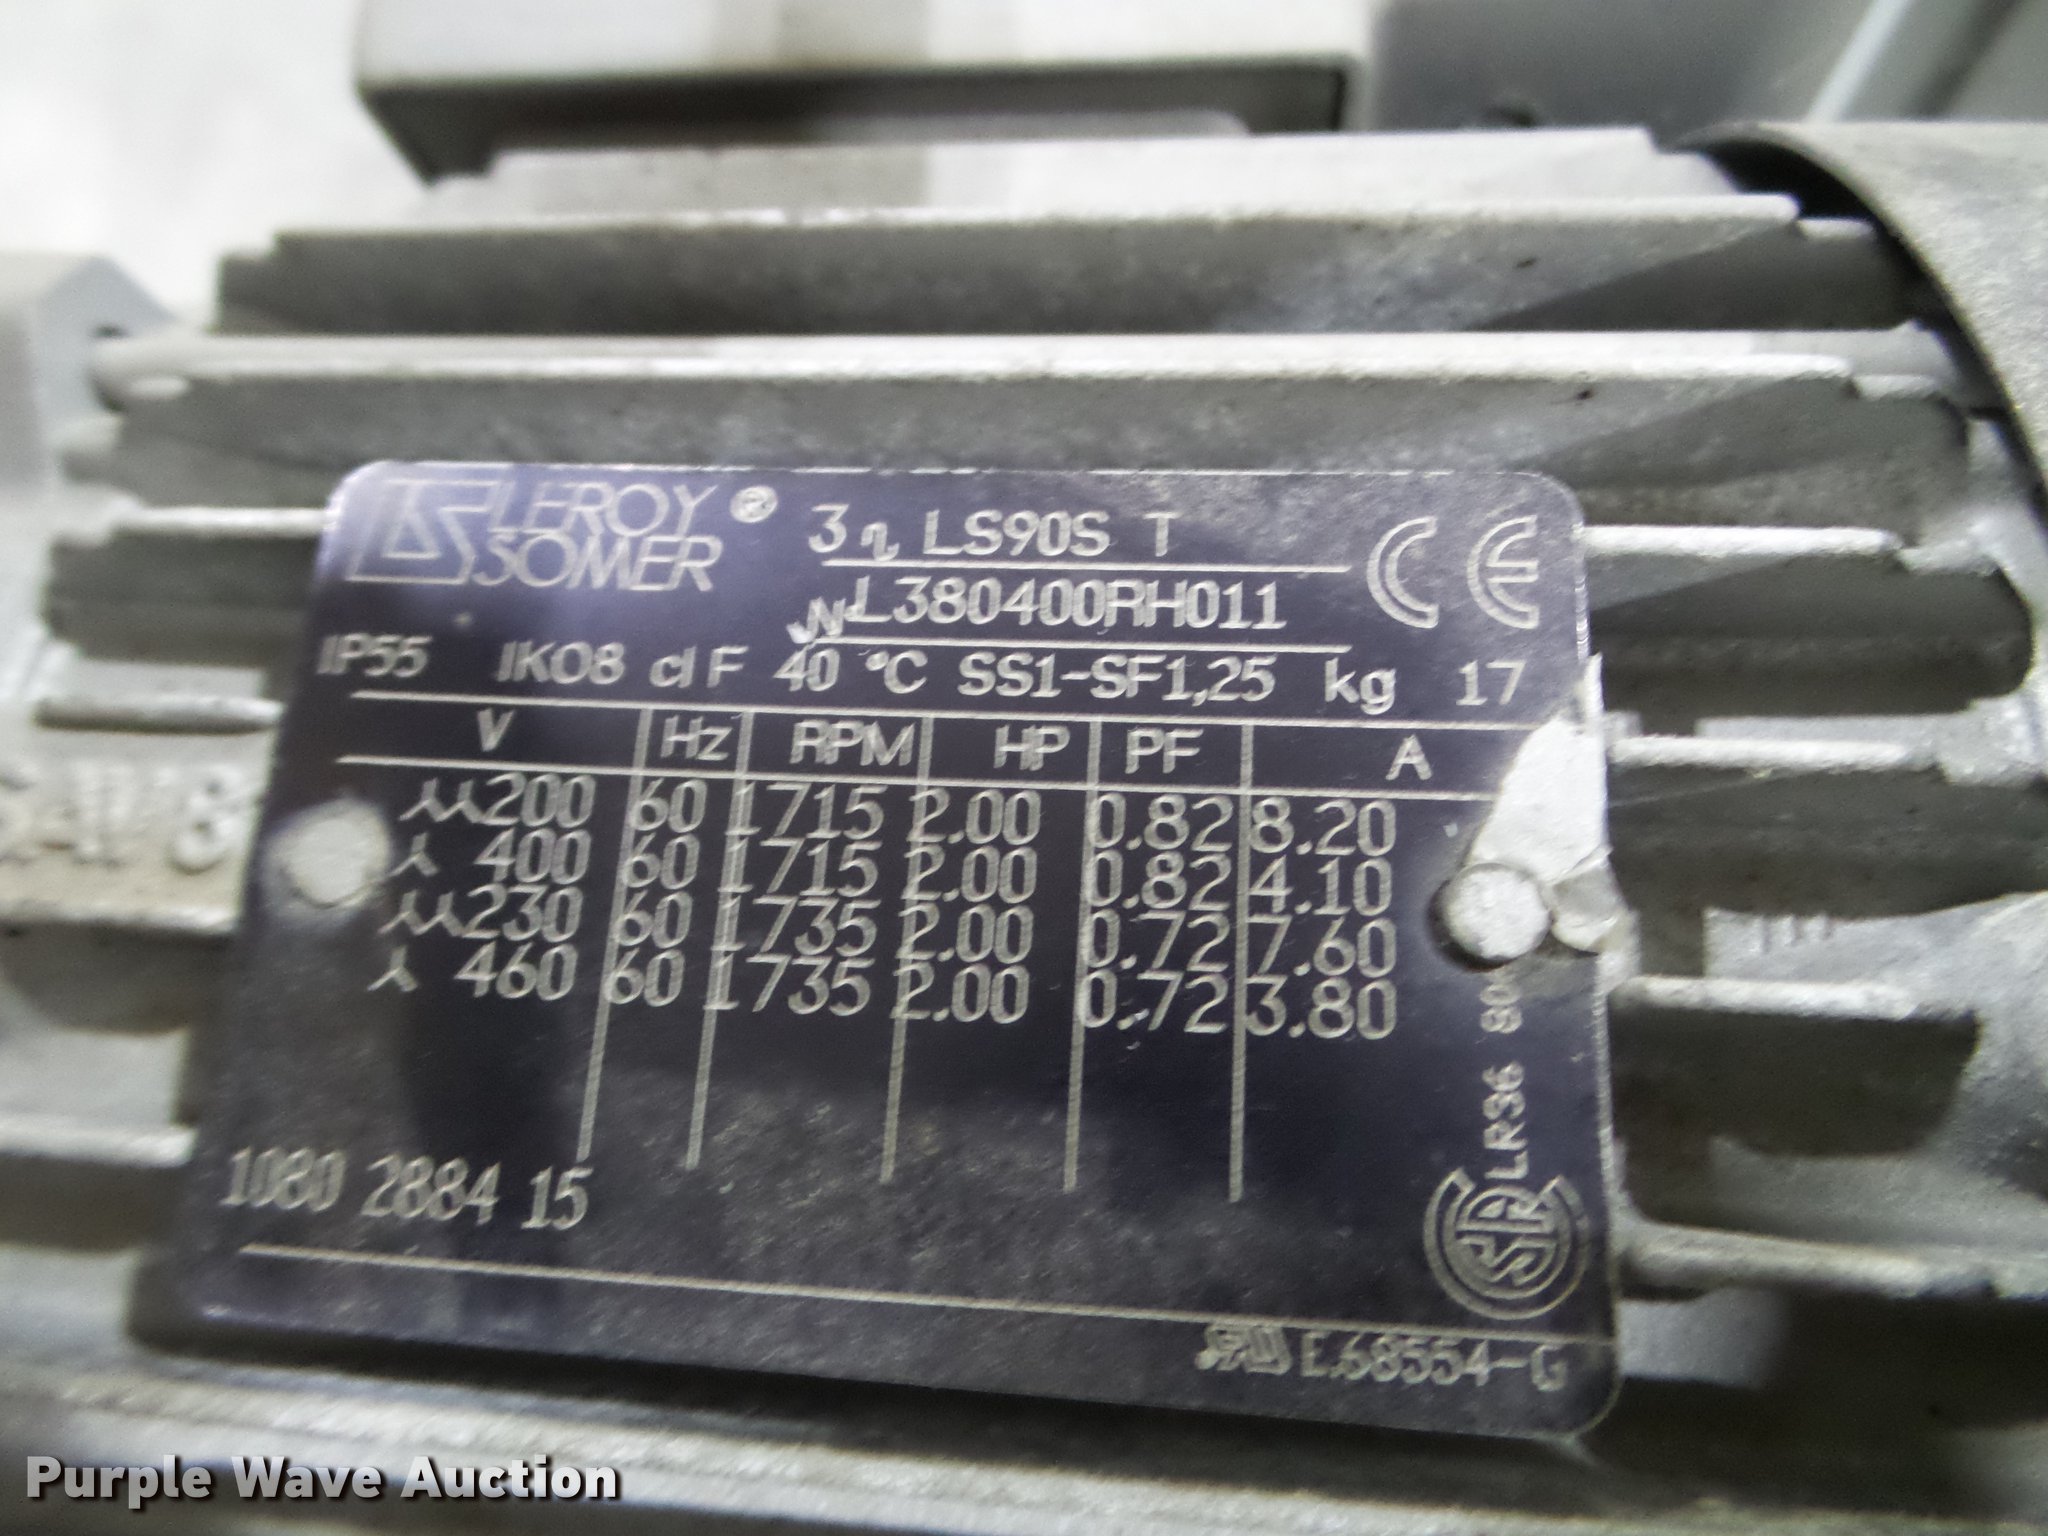 LEROY
SOMER ®
3 ~ LS90S T
N° L380400RH011
CE
IP55 IK08 cl F 40 °C SS1-SF1,25 kg 17
V Hz RPM HP PF A
200 60 1715 2.00 0.82 8.20
400 60 1715 2.00 0.82 4.10
230 60 1735 2.00 0.72 7.60
460 60 1735 2.00 0.72 3.80
1080 2884 15
E.68554-G
Purple Wave Auction